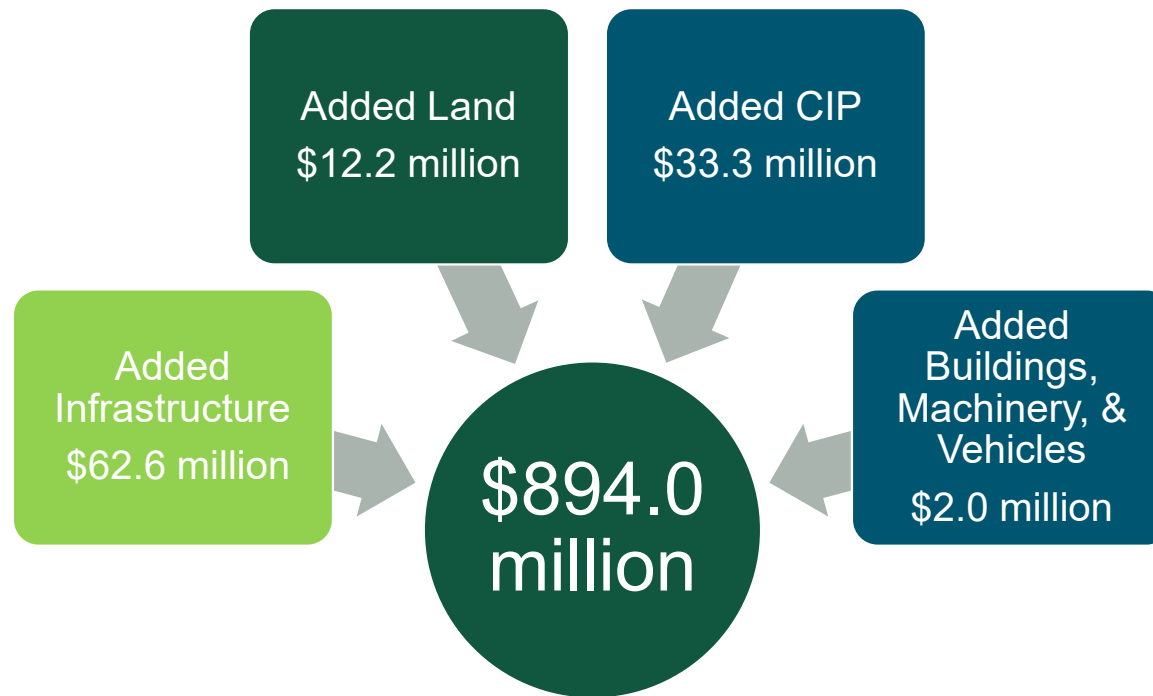 Added Land
$12.2 million
Added CIP
$33.3 million
Added
Infrastructure
$62.6 million
Added
Buildings,
Machinery, &
Vehicles
$2.0 million
$894.0
million